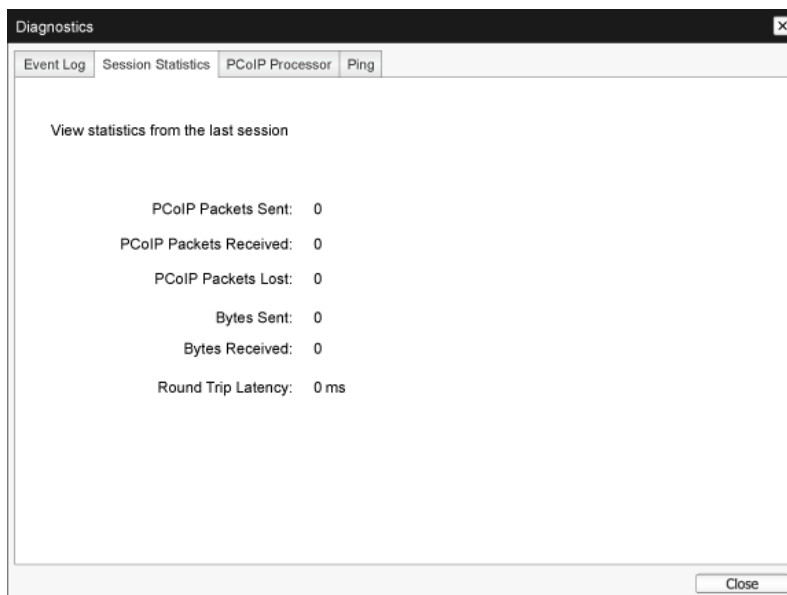 Diagnostics
Event Log Session Statistics PCoIP Processor Ping
View statistics from the last session
PCoIP Packets Sent: 0
PCoIP Packets Received: 0
PCoIP Packets Lost: 0
Bytes Sent: 0
Bytes Received: 0
Round Trip Latency: 0 ms
Close